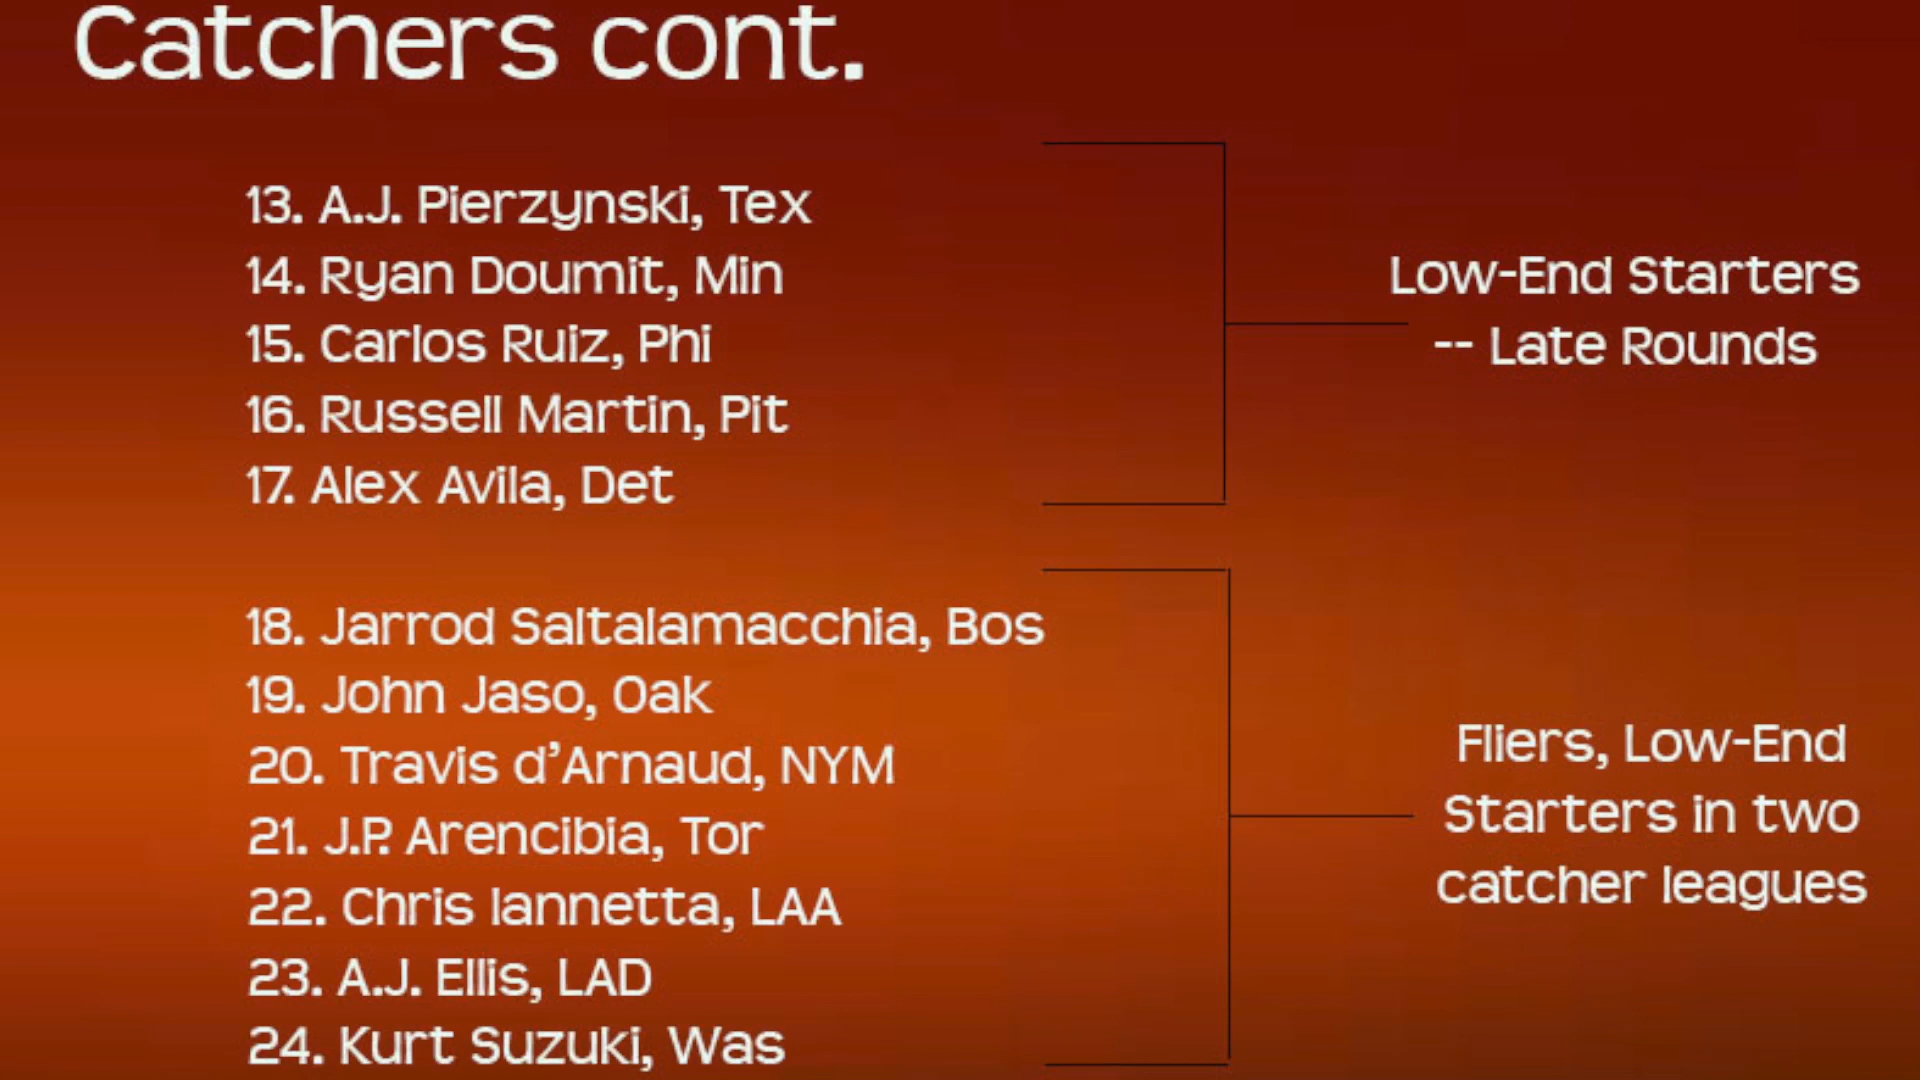 Catchers cont.
13. A.J. Pierzynski, Tex
14. Ryan Doumit, Min
15. Carlos Ruiz, Phi
16. Russell Martin, Pit
17. Alex Avila, Det
Low-End Starters
-- Late Rounds
18. Jarrod Saltalamacchia, Bos
19. John Jaso, Oak
20. Travis d’Arnaud, NYM
21. J.P. Arencibia, Tor
22. Chris Iannetta, LAA
23. A.J. Ellis, LAD
24. Kurt Suzuki, Was
Fliers, Low-End
Starters in two
catcher leagues